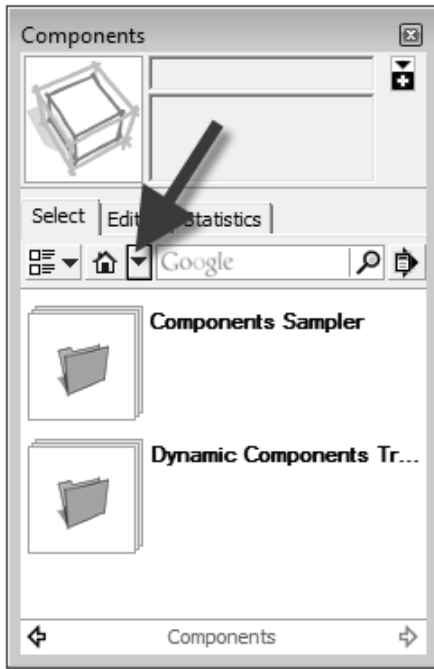 Components
Select Edit Statistics
Google
Components Sampler
Dynamic Components Tr...
Components